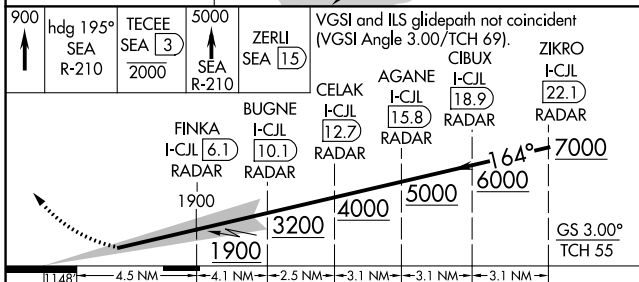 900
hdg 195°
SEA
R-210
TECEE
SEA 3
2000
5000
SEA
R-210
ZERLI
SEA 15
VGSI and ILS glidepath not coincident
(VGSI Angle 3.00/TCH 69).
ZIKRO
I-CJL
22.1
RADAR
CIBUX
I-CJL
18.9
RADAR
AGANE
I-CJL
15.8
RADAR
CELAK
I-CJL
12.7
RADAR
BUGNE
I-CJL
10.1
RADAR
FINKA
I-CJL 6.1
RADAR
1900
164°
7000
6000
5000
4000
3200
1900
GS 3.00°
TCH 55
1148'
4.5 NM
4.1 NM
2.5 NM
3.1 NM
3.1 NM
3.1 NM